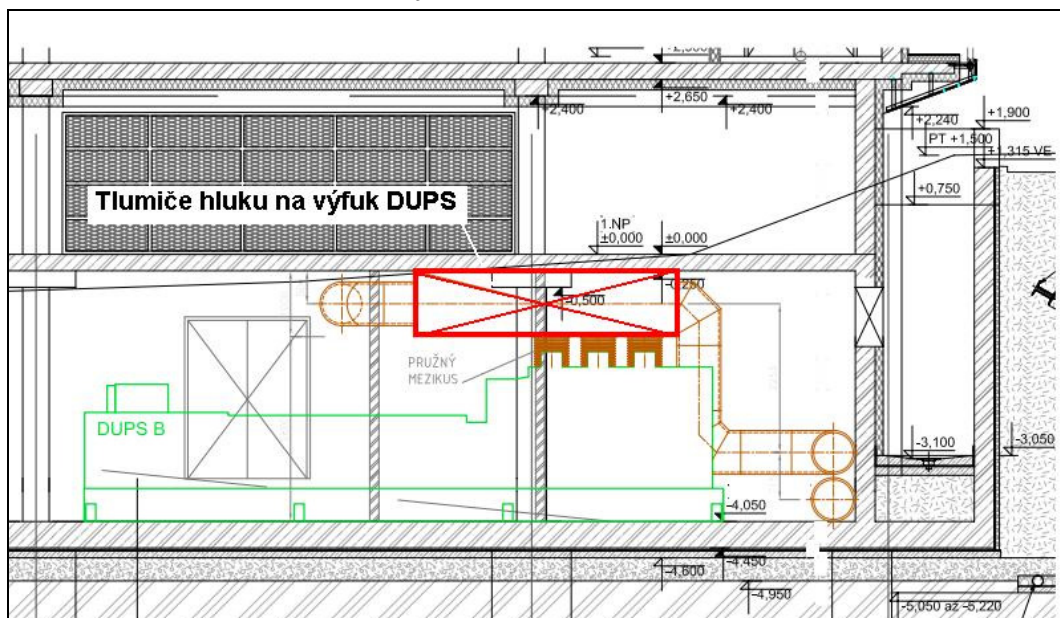 +2,650
+2,400
+2,400
+2,240
+1,900
PT +1,500
+1,315 VE
+0,750
Tlumiče hluku na výfuk DUPS
1.NP
±0,000
±0,000
-0,250
-0,500
PRUŽNÝ
MEZIKUS
DUPS B
-3,100
-3,050
-4,050
-4,450
-4,600
-4,950
-5,050 až -5,220